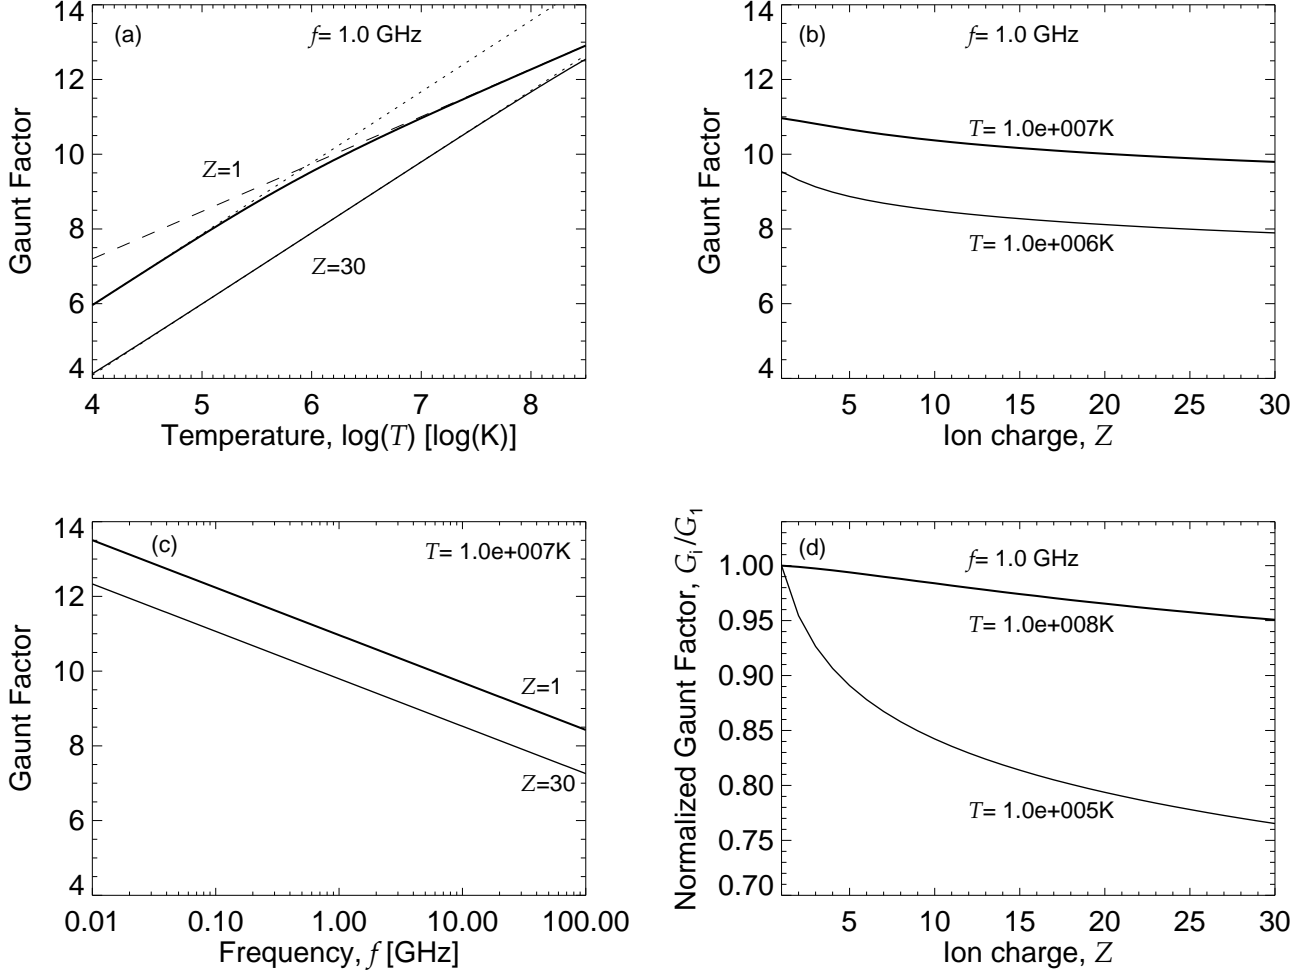 (a)
f= 1.0 GHz
Z=1
Z=30
Gaunt Factor
14
12
10
8
6
4
4 5 6 7 8
Temperature, log(T) [log(K)]
(b)
f= 1.0 GHz
T= 1.0e+007K
T= 1.0e+006K
Gaunt Factor
14
12
10
8
6
4
5 10 15 20 25 30
Ion charge, Z
(c)
T= 1.0e+007K
Z=1
Z=30
Gaunt Factor
14
12
10
8
6
4
0.01 0.10 1.00 10.00 100.00
Frequency, f [GHz]
(d)
f= 1.0 GHz
T= 1.0e+008K
T= 1.0e+005K
Normalized Gaunt Factor, Gi/G1
1.00
0.95
0.90
0.85
0.80
0.75
0.70
5 10 15 20 25 30
Ion charge, Z